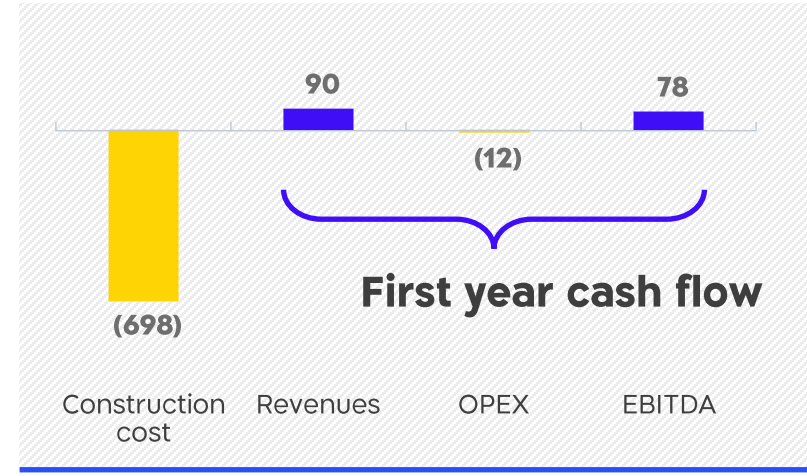 90
78
(12)
First year cash flow
(698)
Construction cost
Revenues
OPEX
EBITDA